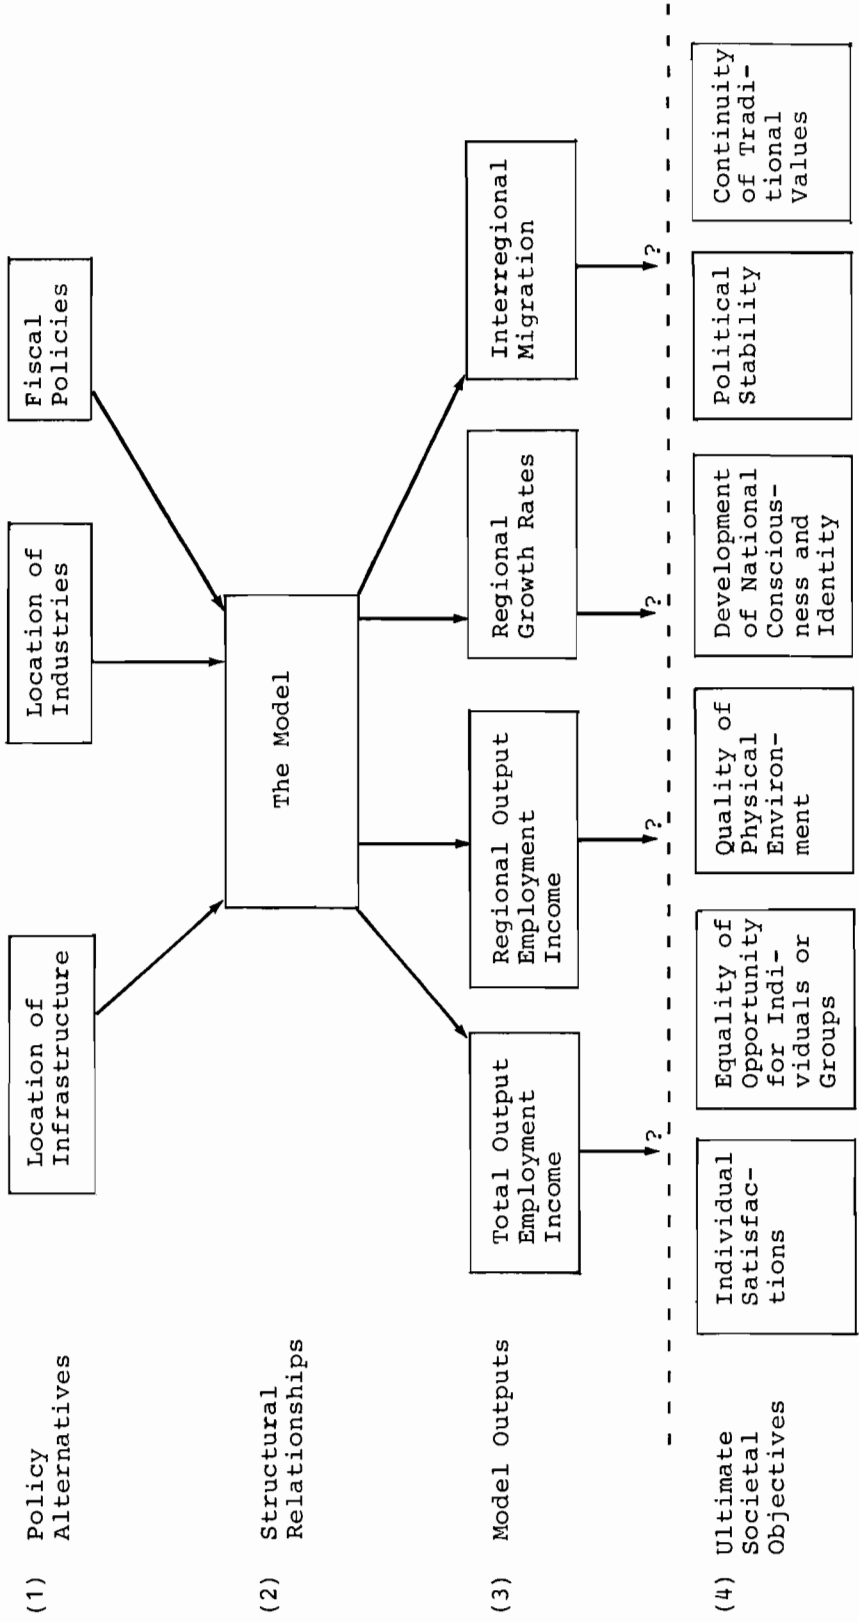 (1) Policy
Alternatives
Location of
Infrastructure
Location of
Industries
Fiscal
Policies
(2) Structural
Relationships
The Model
(3) Model Outputs
Total Output
Employment
Income
Regional Output
Employment
Income
Regional
Growth Rates
Interregional
Migration
?
?
?
?
(4) Ultimate
Societal
Objectives
Individual
Satisfac-
tions
Equality of
Opportunity
for Indi-
viduals or
Groups
Quality of
Physical
Environ-
ment
Development
of National
Conscious-
ness and
Identity
Political
Stability
Continuity
of Tradi-
tional
Values